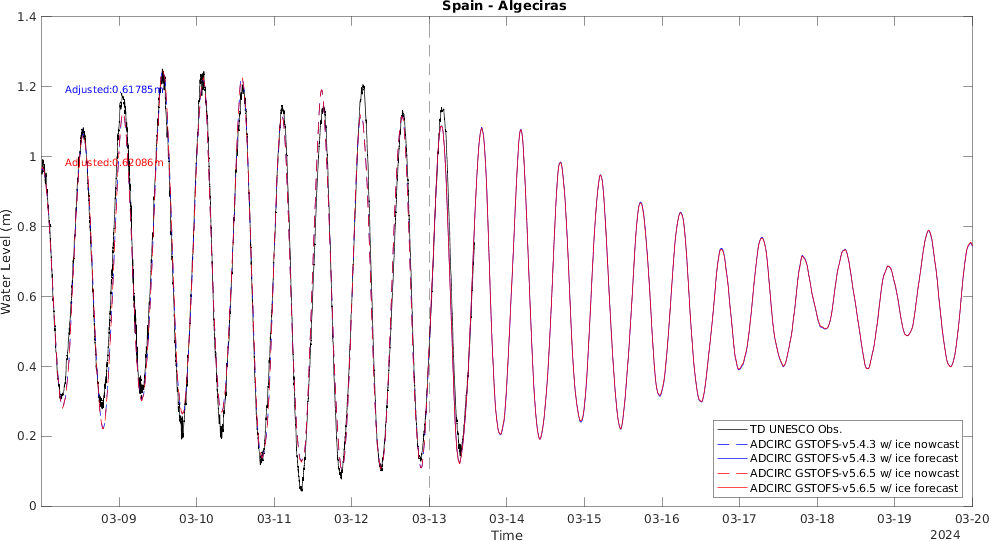 Spain - Algeciras
1.4
1.2
1
0.8
0.6
0.4
0.2
0
Water Level (m)
Adjusted:0.61785m
Adjusted:0.62086m
TD UNESCO Obs.
ADCIRC GSTOFS-v5.4.3 w/ ice nowcast
ADCIRC GSTOFS-v5.4.3 w/ ice forecast
ADCIRC GSTOFS-v5.6.5 w/ ice nowcast
ADCIRC GSTOFS-v5.6.5 w/ ice forecast
03-09 03-10 03-11 03-12 03-13 03-14 03-15 03-16 03-17 03-18 03-19 03-20
Time
2024